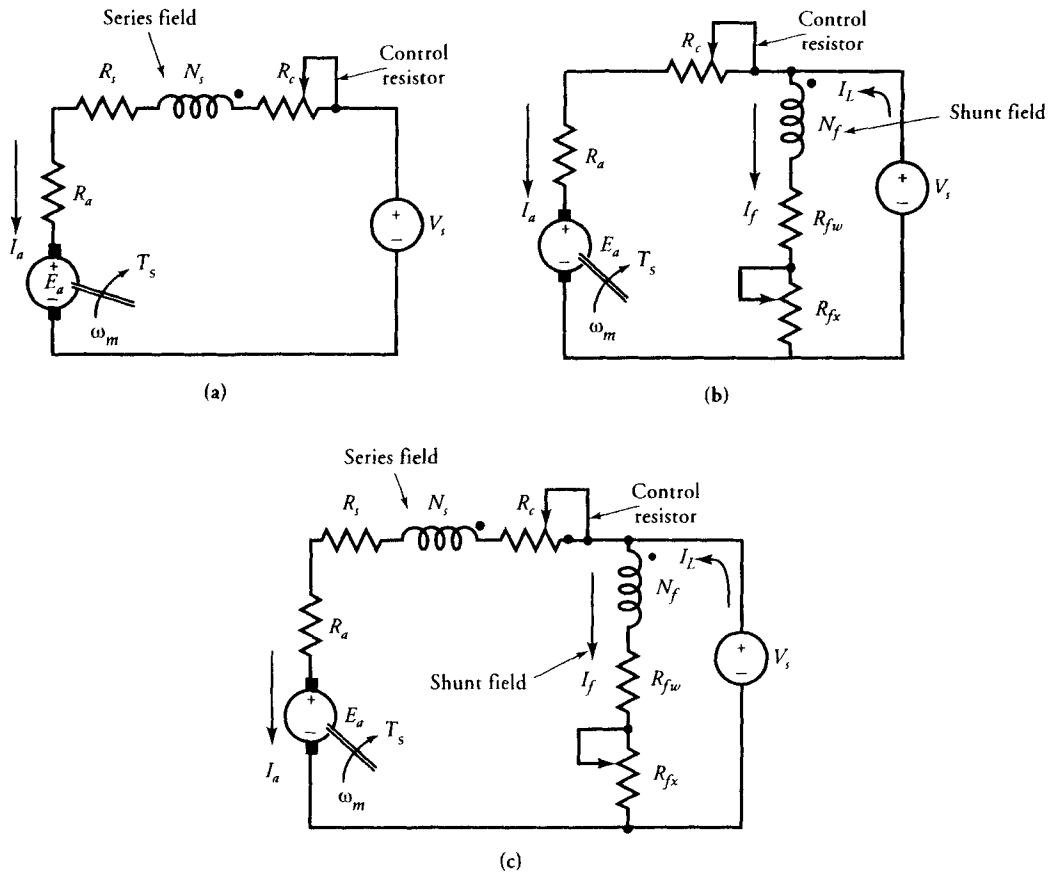 Series field
Control
resistor
R_s
N_s
R_c
R_a
I_a
+
E_a
−
T_s
ω_m
+
V_s
−
(a)
R_c
Control
resistor
I_L
N_f
Shunt field
R_a
I_a
+
E_a
−
T_s
ω_m
I_f
R_fw
R_fx
+
V_s
−
(b)
Series field
R_s
N_s
R_c
Control
resistor
I_L
N_f
R_a
Shunt field
I_f
R_fw
R_fx
+
V_s
−
+
E_a
−
I_a
T_s
ω_m
(c)